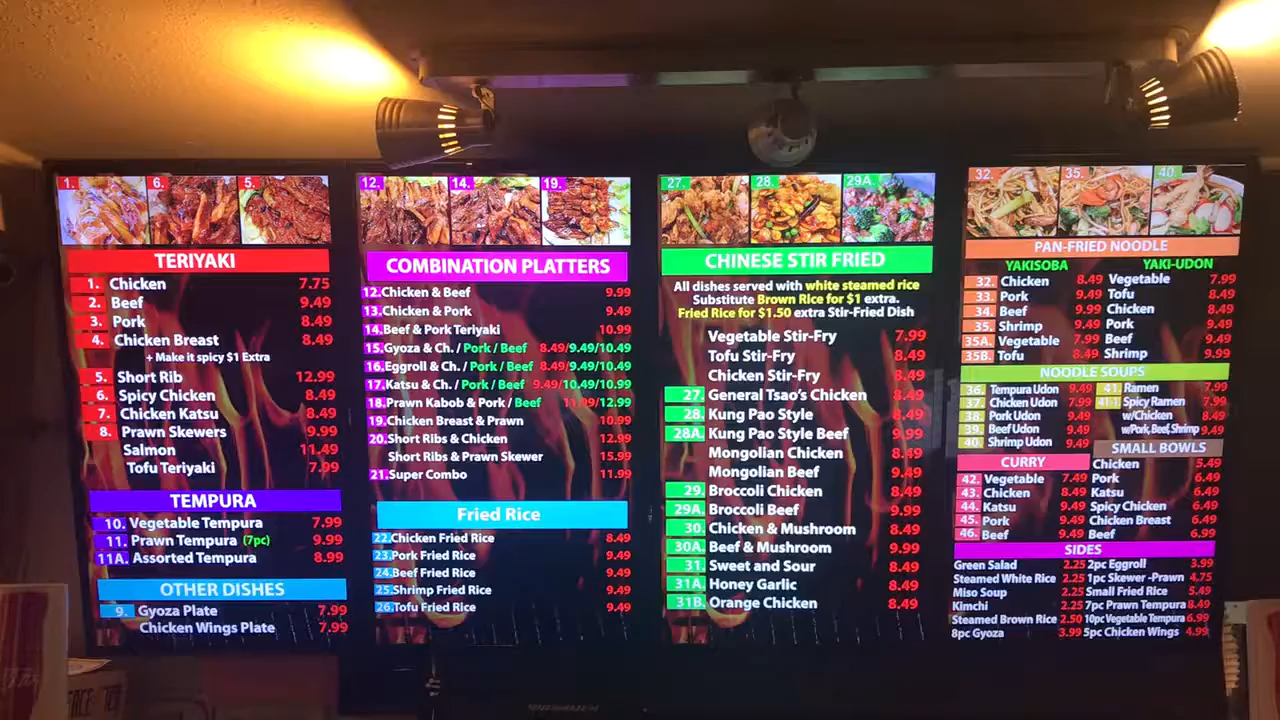 1. 6. 5.
TERIYAKI
1. Chicken 7.75
2. Beef 9.49
3. Pork 8.49
4. Chicken Breast 8.49
+ Make it spicy $1 Extra
5. Short Rib 12.99
6. Spicy Chicken 8.49
7. Chicken Katsu 8.49
8. Prawn Skewers 9.99
Salmon 11.49
Tofu Teriyaki 7.99
TEMPURA
10. Vegetable Tempura 7.99
11. Prawn Tempura (7pc) 9.99
11A. Assorted Tempura 8.99
OTHER DISHES
9. Gyoza Plate 7.99
Chicken Wings Plate 7.99
12. 14. 19.
COMBINATION PLATTERS
12. Chicken & Beef 9.99
13. Chicken & Pork 9.49
14. Beef & Pork Teriyaki 10.99
15. Gyoza & Ch. / Pork / Beef 8.49/9.49/10.49
16. Eggroll & Ch. / Pork / Beef 8.49/9.49/10.49
17. Katsu & Ch. / Pork / Beef 9.49/10.49/10.99
18. Prawn Kabob & Pork / Beef 11.99/12.99
19. Chicken Breast & Prawn 10.99
20. Short Ribs & Chicken 12.99
Short Ribs & Prawn Skewer 15.99
21. Super Combo 11.99
Fried Rice
22. Chicken Fried Rice 8.49
23. Pork Fried Rice 9.49
24. Beef Fried Rice 9.49
25. Shrimp Fried Rice 9.49
26. Tofu Fried Rice 9.49
27. 28. 29A.
CHINESE STIR FRIED
All dishes served with white steamed rice
Substitute Brown Rice for $1 extra.
Fried Rice for $1.50 extra Stir-Fried Dish
Vegetable Stir-Fry 7.99
Tofu Stir-Fry 8.49
Chicken Stir-Fry 8.49
27. General Tsao's Chicken 8.49
28. Kung Pao Style 8.49
28A. Kung Pao Style Beef 9.99
Mongolian Chicken 8.49
Mongolian Beef 9.49
29. Broccoli Chicken 8.49
29A. Broccoli Beef 9.99
30. Chicken & Mushroom 8.49
30A. Beef & Mushroom 9.99
31. Sweet and Sour 8.49
31A. Honey Garlic 8.49
31B. Orange Chicken 8.49
32. 35. 40.
PAN-FRIED NOODLE
YAKISOBA
32. Chicken 8.49
33. Pork 9.49
34. Beef 9.99
35. Shrimp 9.49
35A. Vegetable 7.99
35B. Tofu 8.49
YAKI-UDON
Vegetable 7.99
Tofu 8.49
Chicken 8.49
Pork 9.49
Beef 9.49
Shrimp 9.99
NOODLE SOUPS
36. Tempura Udon 9.49
37. Chicken Udon 7.99
38. Pork Udon 9.49
39. Beef Udon 9.49
40. Shrimp Udon 9.49
41. Ramen 7.99
41-1. Spicy Ramen
w/Chicken 8.49
w/Pork, Beef, Shrimp 9.49
CURRY
42. Vegetable 7.49
43. Chicken 8.49
44. Katsu 9.49
45. Pork 9.49
46. Beef 9.49
SMALL BOWLS
Chicken 5.49
Pork 6.49
Katsu 6.49
Spicy Chicken 6.49
Chicken Breast 6.49
Beef 6.99
SIDES
Green Salad 2.25
Steamed White Rice 2.25
Miso Soup 2.25
Kimchi 2.25
Steamed Brown Rice 2.50
8pc Gyoza 3.99
2pc Eggroll 3.99
1pc Skewer -Prawn 4.75
Small Fried Rice 5.49
7pc Prawn Tempura 8.49
10pc Vegetable Tempura 6.99
5pc Chicken Wings 4.99